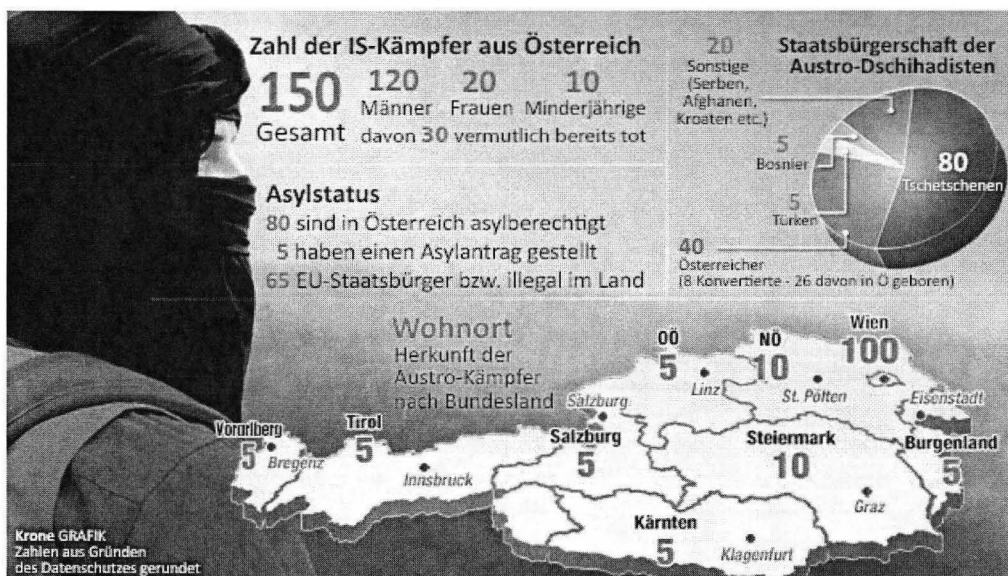 Zahl der IS-Kämpfer aus Österreich
150
Gesamt
120
Männer
20
Frauen
10
Minderjährige
davon 30 vermutlich bereits tot
Asylstatus
80 sind in Österreich asylberechtigt
5 haben einen Asylantrag gestellt
65 EU-Staatsbürger bzw. illegal im Land
Staatsbürgerschaft der
Austro-Dschihadisten
20
Sonstige
(Serben,
Afghanen,
Kroaten etc.)
5
Bosnier
5
Türken
80
Tschetschenen
40
Österreicher
(8 Konvertierte - 26 davon in Ö geboren)
Wohnort
Herkunft der
Austro-Kämpfer
nach Bundesland
Vorarlberg
5
Bregenz
Tirol
5
Innsbruck
Salzburg
Salzburg
5
OÖ
5
Linz
NÖ
10
St. Pölten
Wien
100
Eisenstadt
Burgenland
5
Steiermark
10
Graz
Kärnten
5
Klagenfurt
Krone GRAFIK
Zahlen aus Gründen
des Datenschutzes gerundet